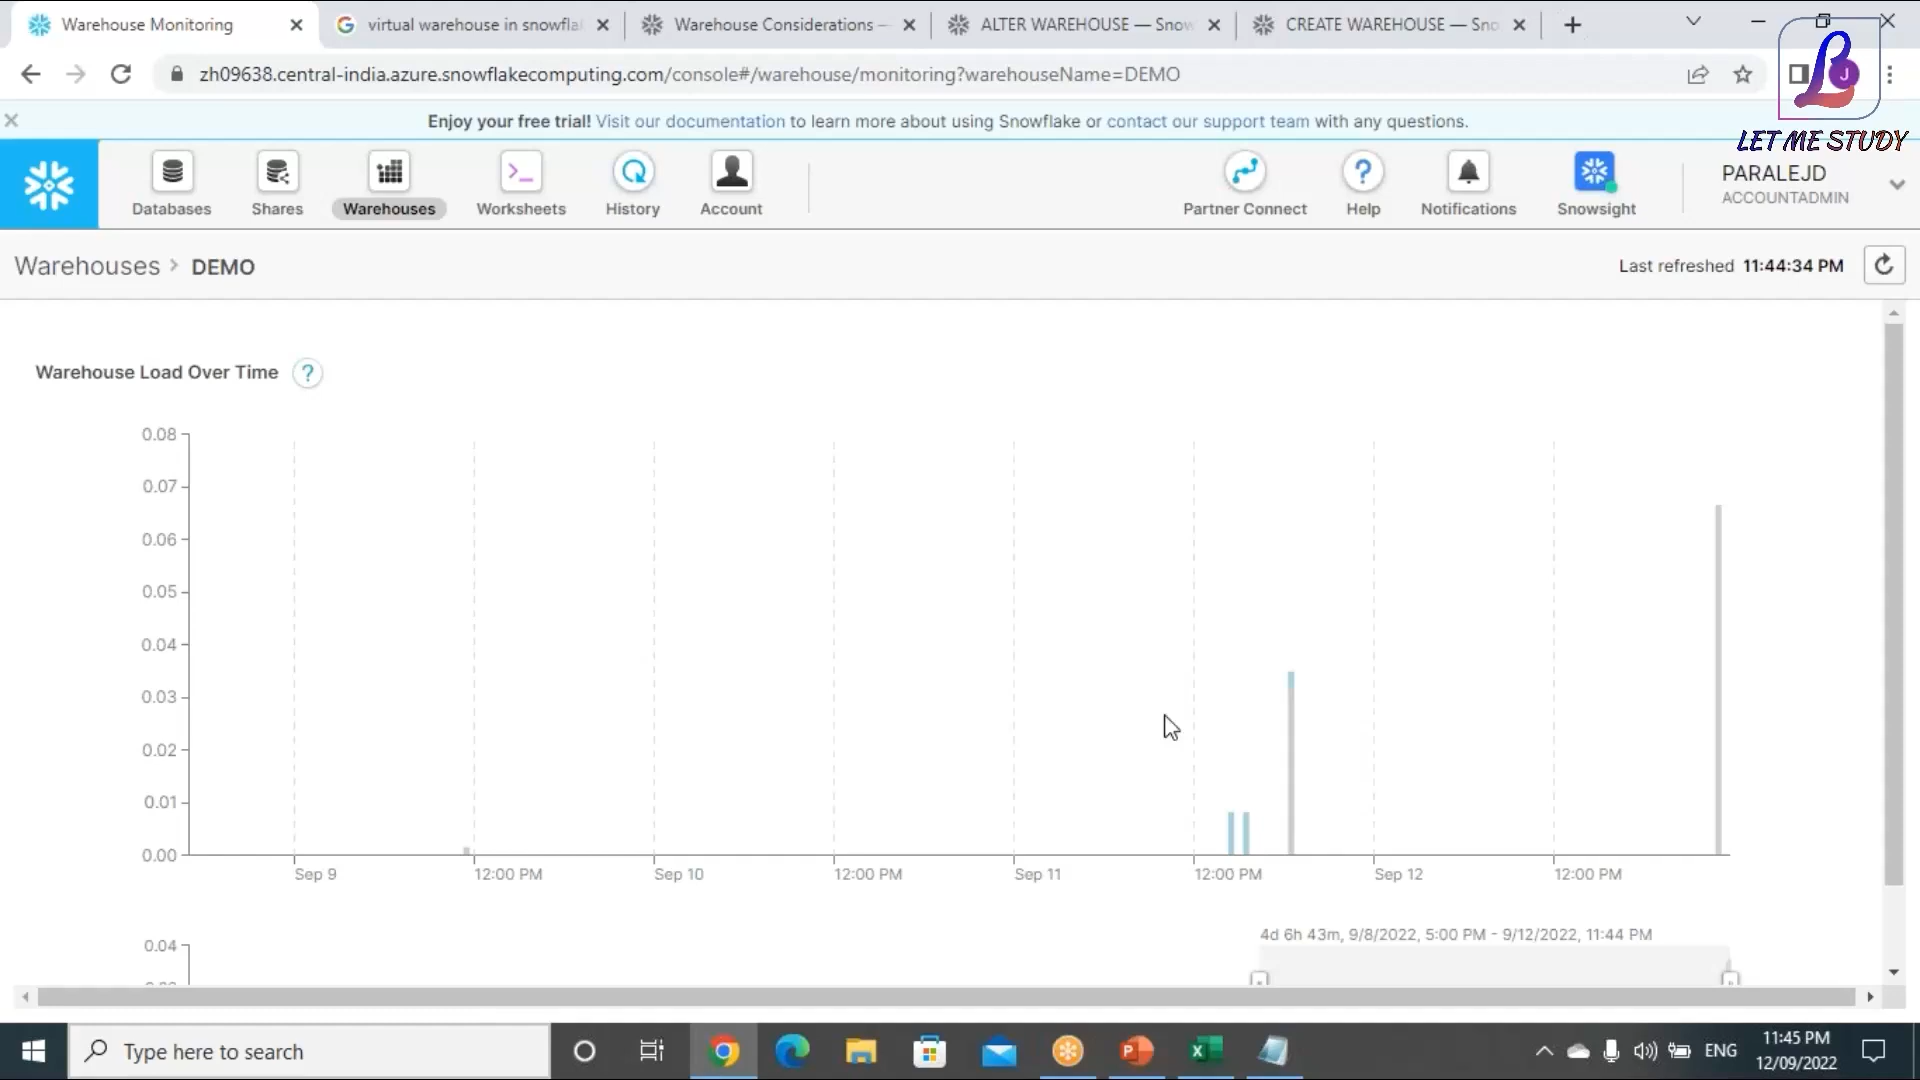 Warehouse Monitoring
virtual warehouse in snowfla
Warehouse Considerations —
ALTER WAREHOUSE — Snow
CREATE WAREHOUSE — Sno
zh09638.central-india.azure.snowflakecomputing.com/console#/warehouse/monitoring?warehouseName=DEMO
J
LET ME STUDY
Enjoy your free trial! Visit our documentation to learn more about using Snowflake or contact our support team with any questions.
Databases
Shares
Warehouses
Worksheets
History
Account
Partner Connect
Help
Notifications
Snowsight
PARALEJD
ACCOUNTADMIN
Warehouses > DEMO
Last refreshed 11:44:34 PM
Warehouse Load Over Time ?
0.08
0.07
0.06
0.05
0.04
0.03
0.02
0.01
0.00
Sep 9
12:00 PM
Sep 10
12:00 PM
Sep 11
12:00 PM
Sep 12
12:00 PM
4d 6h 43m, 9/8/2022, 5:00 PM - 9/12/2022, 11:44 PM
0.04
Type here to search
ENG
11:45 PM
12/09/2022